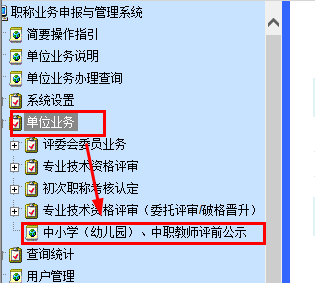 职称业务申报与管理系统
简要操作指引
单位业务说明
单位业务办理查询
系统设置
单位业务
评委会委员业务
专业技术资格评审
初次职称考核认定
专业技术资格评审（委托评审/破格晋升）
中小学（幼儿园）、中职教师评前公示
查询统计
用户管理